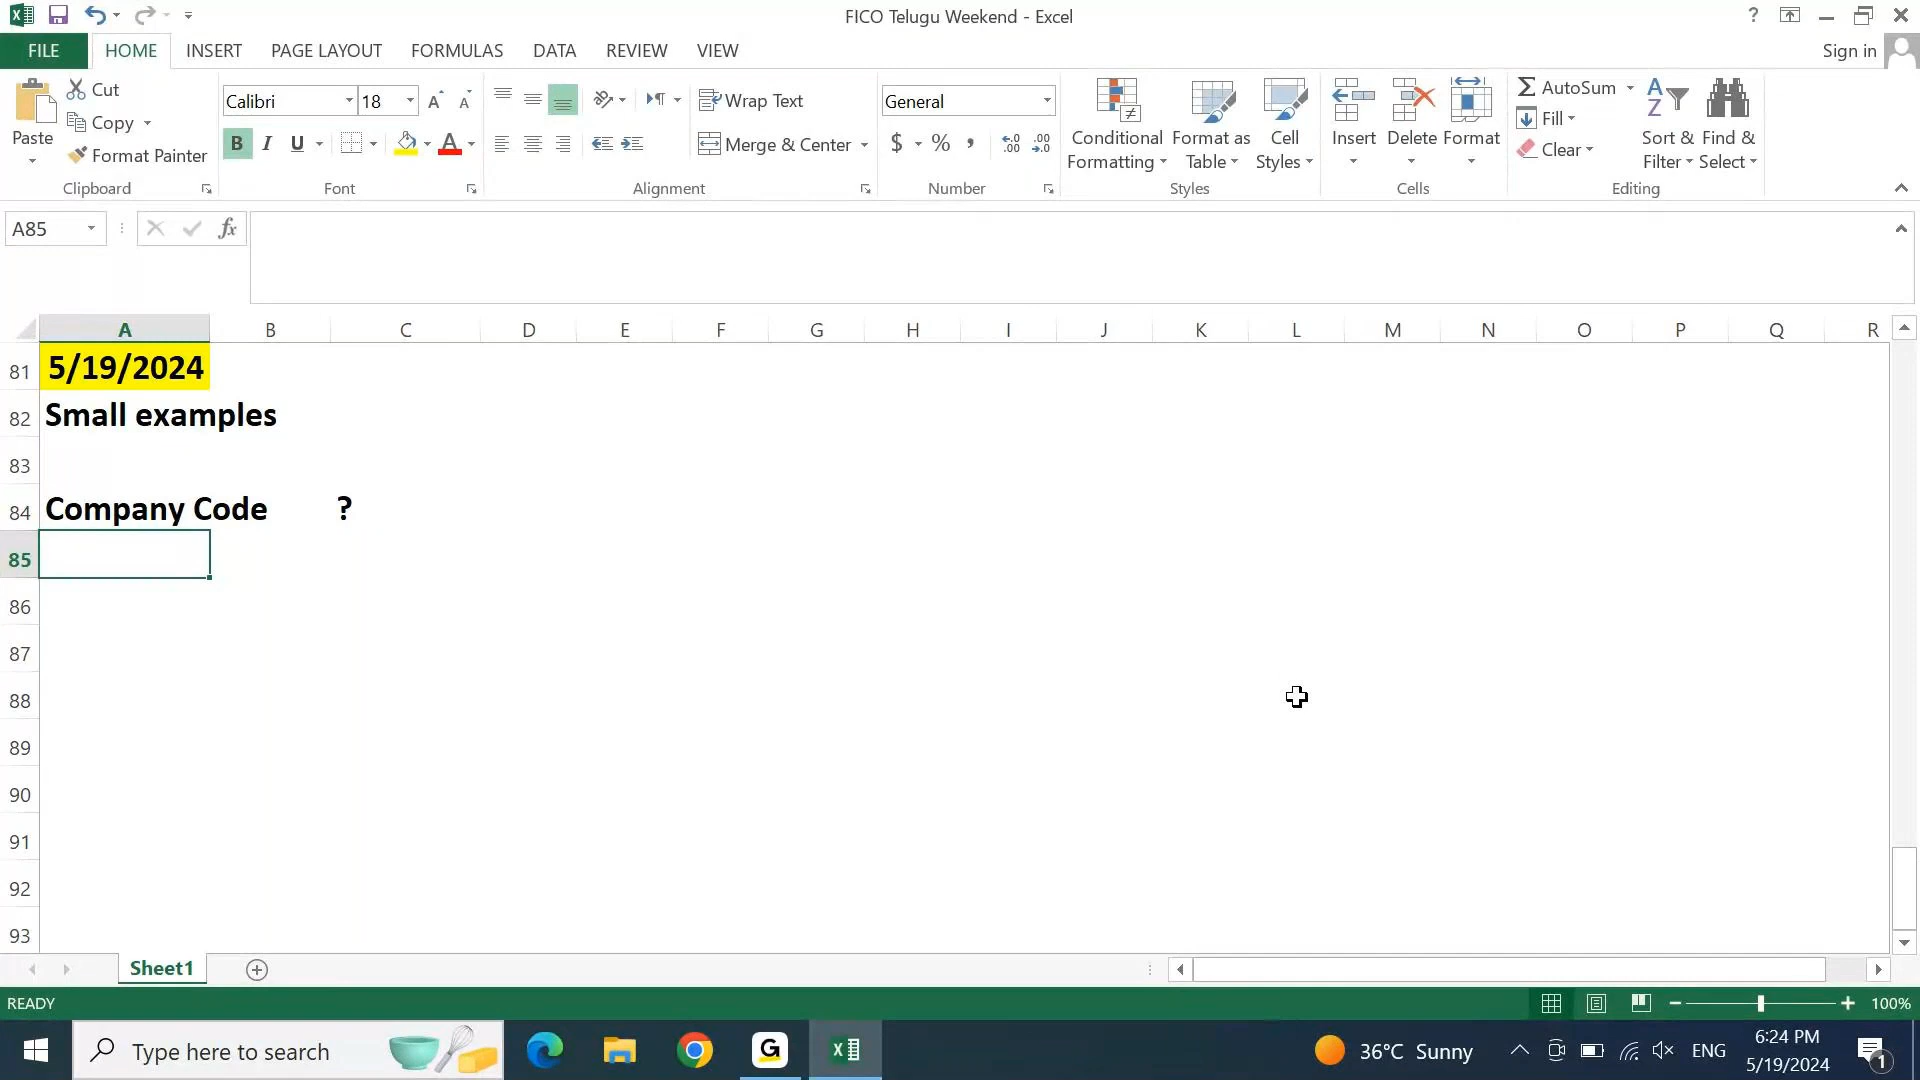 FICO Telugu Weekend - Excel
?
FILE HOME INSERT PAGE LAYOUT FORMULAS DATA REVIEW VIEW Sign in
Paste
Cut
Copy
Format Painter
Clipboard
Calibri 18
B I U A
Font
Wrap Text
Merge & Center
Alignment
General
$ % ,
Number
Conditional Formatting
Format as Table
Cell Styles
Styles
Insert Delete Format
Cells
AutoSum
Fill
Clear
Sort & Filter
Find & Select
Editing
A85 fx
A B C D E F G H I J K L M N O P Q R
81 5/19/2024
82 Small examples
83
84 Company Code ?
85
86
87
88
89
90
91
92
93
Sheet1
READY 100%
Type here to search
36°C Sunny
ENG
6:24 PM
5/19/2024
1